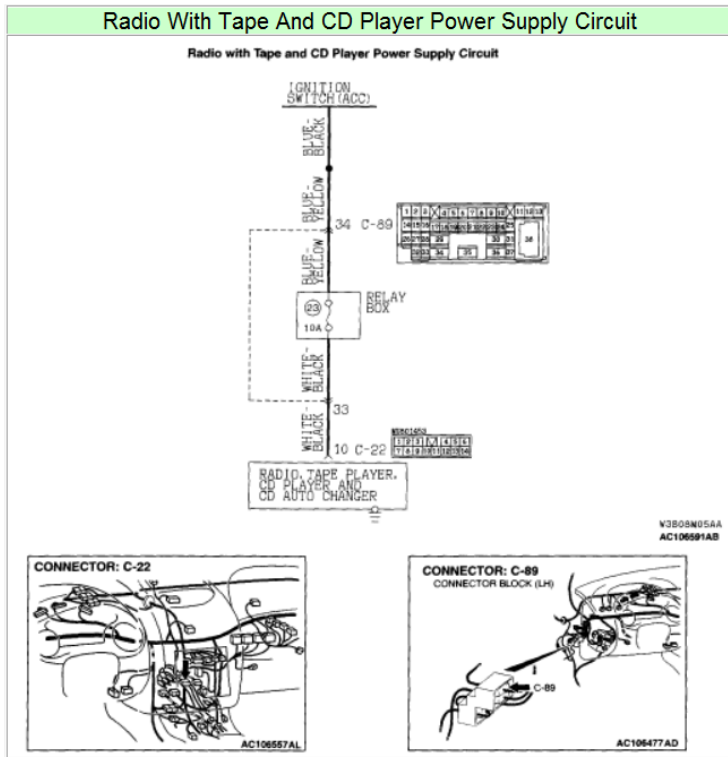 Radio With Tape And CD Player Power Supply Circuit
Radio with Tape and CD Player Power Supply Circuit
IGNITION
SWITCH(ACC)
BLUE-
BLACK
BLUE-
YELLOW
34 C-89
BLUE-
YELLOW
RELAY
BOX
23
10A
WHITE-
BLACK
33
WHITE-
BLACK
10 C-22
RADIO, TAPE PLAYER,
CD PLAYER AND
CD AUTO CHANGER
W3B08M05AA
AC106591AB
CONNECTOR: C-22
AC106557AL
CONNECTOR: C-89
CONNECTOR BLOCK (LH)
C-89
AC106477AD